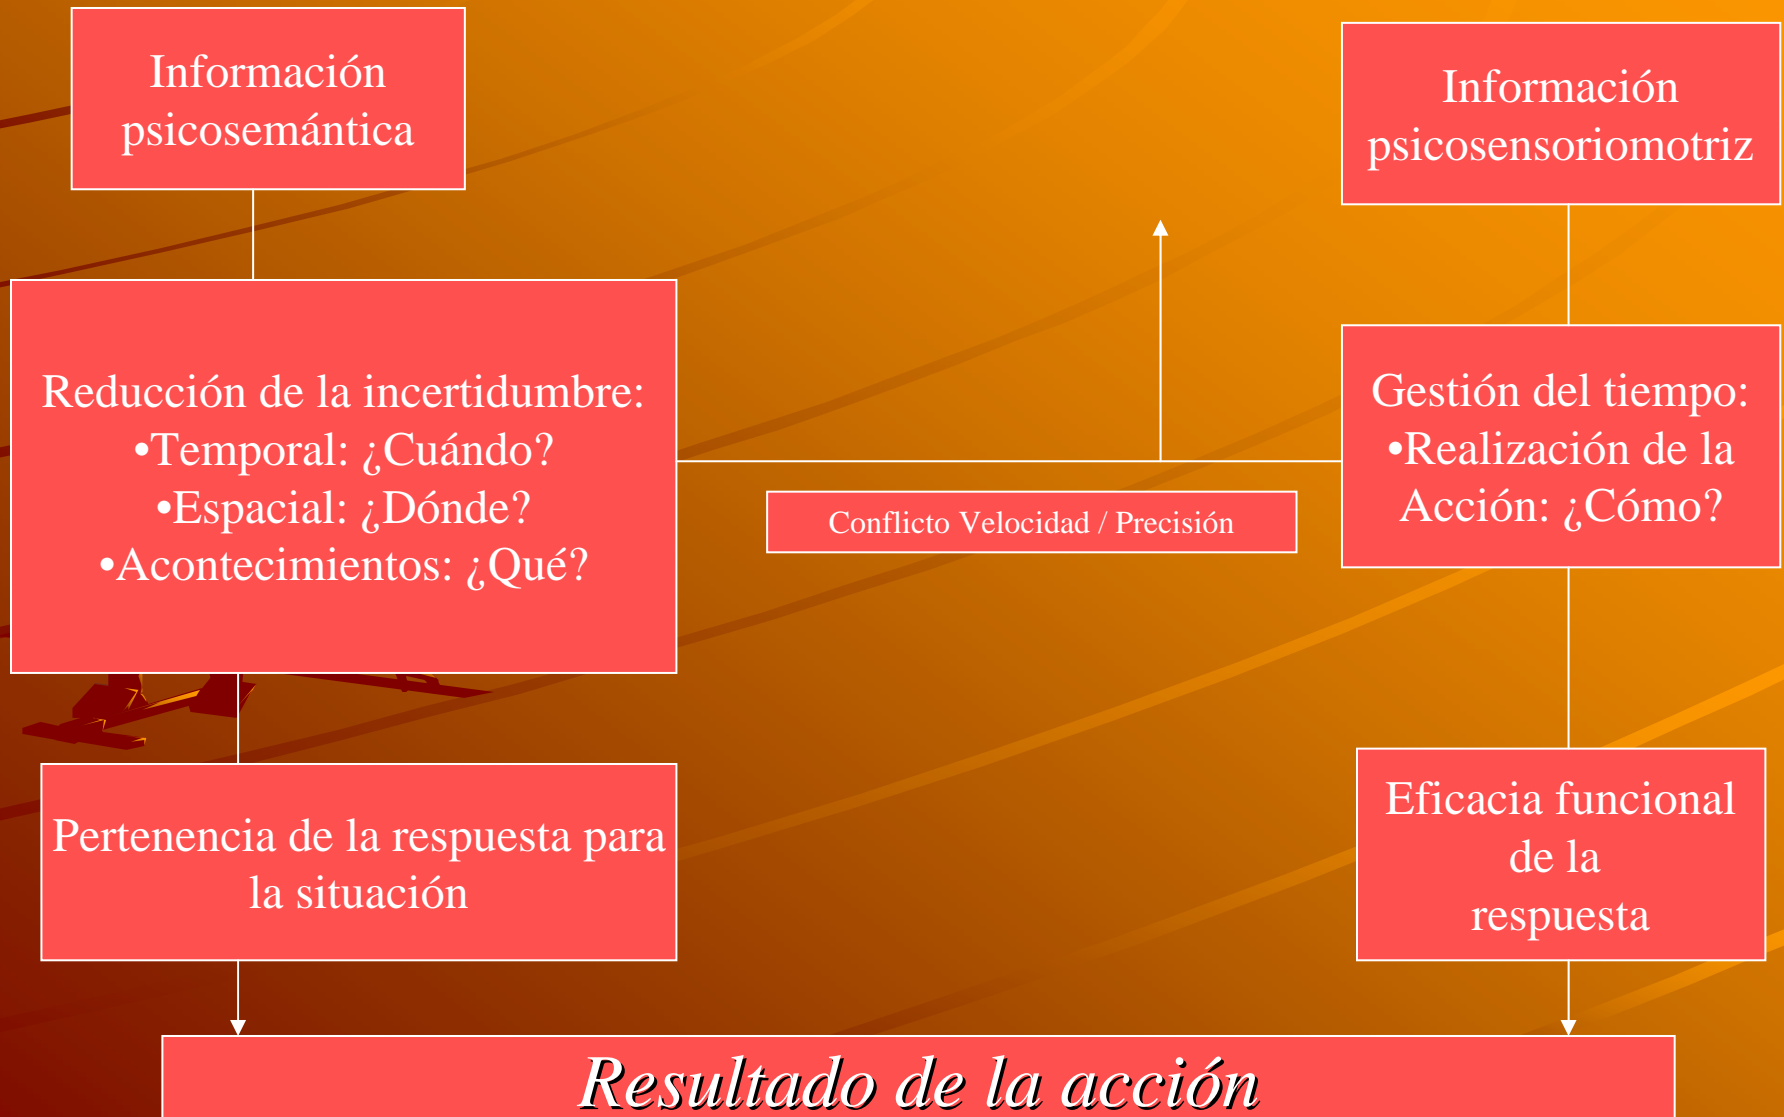 Información
psicosemántica
Información
psicosensoriomotriz
Reducción de la incertidumbre:
•Temporal: ¿Cuándo?
•Espacial: ¿Dónde?
•Acontecimientos: ¿Qué?
Gestión del tiempo:
•Realización de la
Acción: ¿Cómo?
Conflicto Velocidad / Precisión
Pertenencia de la respuesta para
la situación
Eficacia funcional
de la
respuesta
Resultado de la acción